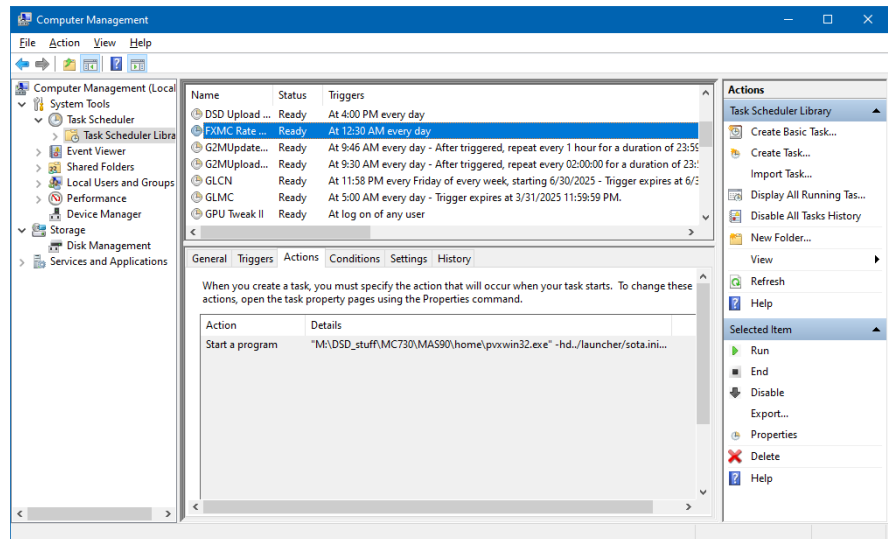 Computer Management
File Action View Help
Computer Management (Local
System Tools
Task Scheduler
Task Scheduler Libra
Event Viewer
Shared Folders
Local Users and Groups
Performance
Device Manager
Storage
Disk Management
Services and Applications
Name Status Triggers
DSD Upload ... Ready At 4:00 PM every day
FXMC Rate ... Ready At 12:30 AM every day
G2MUpdate... Ready At 9:46 AM every day - After triggered, repeat every 1 hour for a duration of 23:59
G2MUpload... Ready At 9:30 AM every day - After triggered, repeat every 02:00:00 for a duration of 23:
GLCN Ready At 11:58 PM every Friday of every week, starting 6/30/2025 - Trigger expires at 6/3
GLMC Ready At 5:00 AM every day - Trigger expires at 3/31/2025 11:59:59 PM.
GPU Tweak II Ready At log on of any user
General Triggers Actions Conditions Settings History
When you create a task, you must specify the action that will occur when your task starts. To change these
actions, open the task property pages using the Properties command.
Action Details
Start a program "M:\DSD_stuff\MC730\MAS90\home\pvxwin32.exe" -hd../launcher/sota.ini...
Actions
Task Scheduler Library
Create Basic Task...
Create Task...
Import Task...
Display All Running Tas...
Disable All Tasks History
New Folder...
View
Refresh
Help
Selected Item
Run
End
Disable
Export...
Properties
Delete
Help